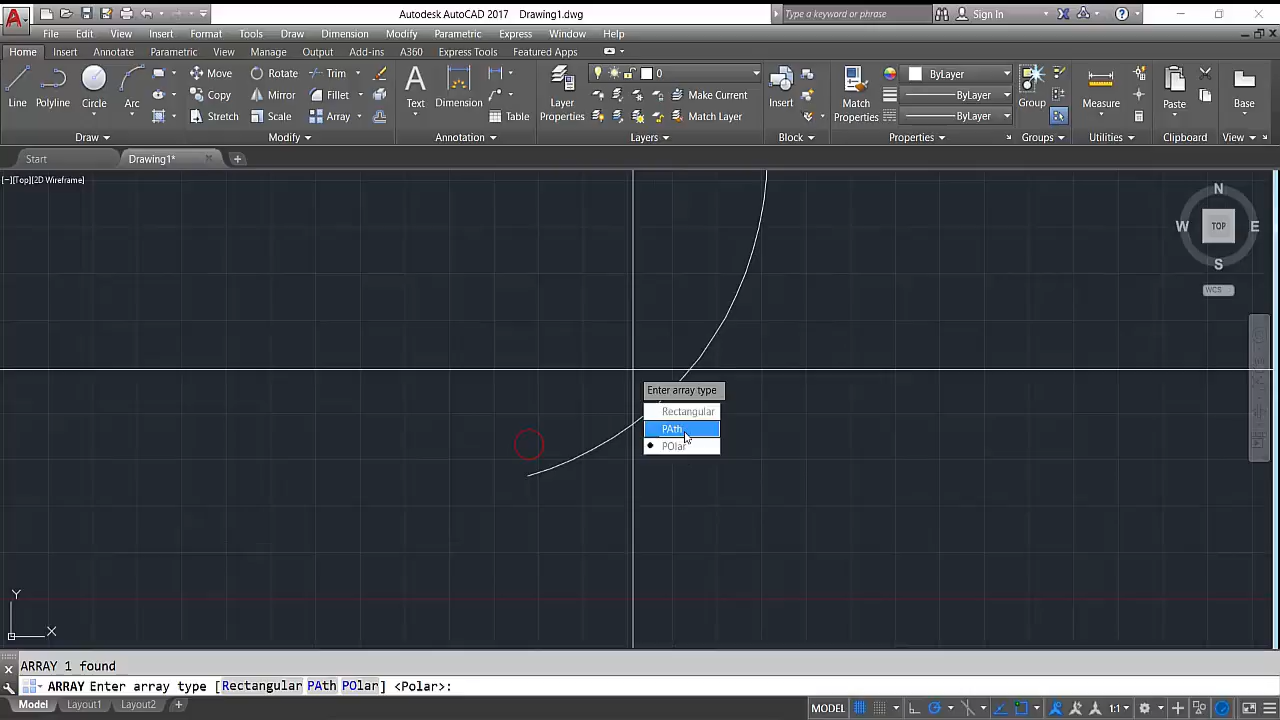 Autodesk AutoCAD 2017 Drawing1.dwg
Type a keyword or phrase
Sign In
File Edit View Insert Format Tools Draw Dimension Modify Parametric Express Window Help
Home Insert Annotate Parametric View Manage Output Add-ins A360 Express Tools Featured Apps
Line Polyline Circle Arc
Move Rotate Trim
Copy Mirror Fillet
Stretch Scale Array
Text Dimension Table
Layer Properties
0
Make Current
Match Layer
Insert
Match Properties
ByLayer
ByLayer
ByLayer
Group Measure Paste Base
Draw Modify Annotation Layers Block Properties Groups Utilities Clipboard View
Start Drawing1*
[−][Top][2D Wireframe]
N
W TOP E
S
WCS
Enter array type
Rectangular
PAth
POlar
Y
X
ARRAY 1 found
ARRAY Enter array type [Rectangular PAth POlar] <Polar>:
Model Layout1 Layout2 +
MODEL 1:1